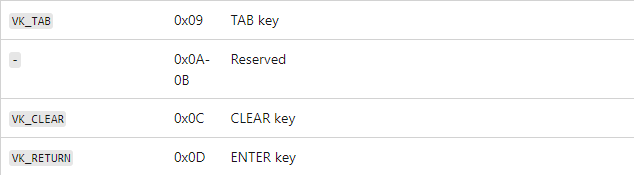 VK_TAB 0x09 TAB key
- 0x0A- Reserved
0B
VK_CLEAR 0x0C CLEAR key
VK_RETURN 0x0D ENTER key